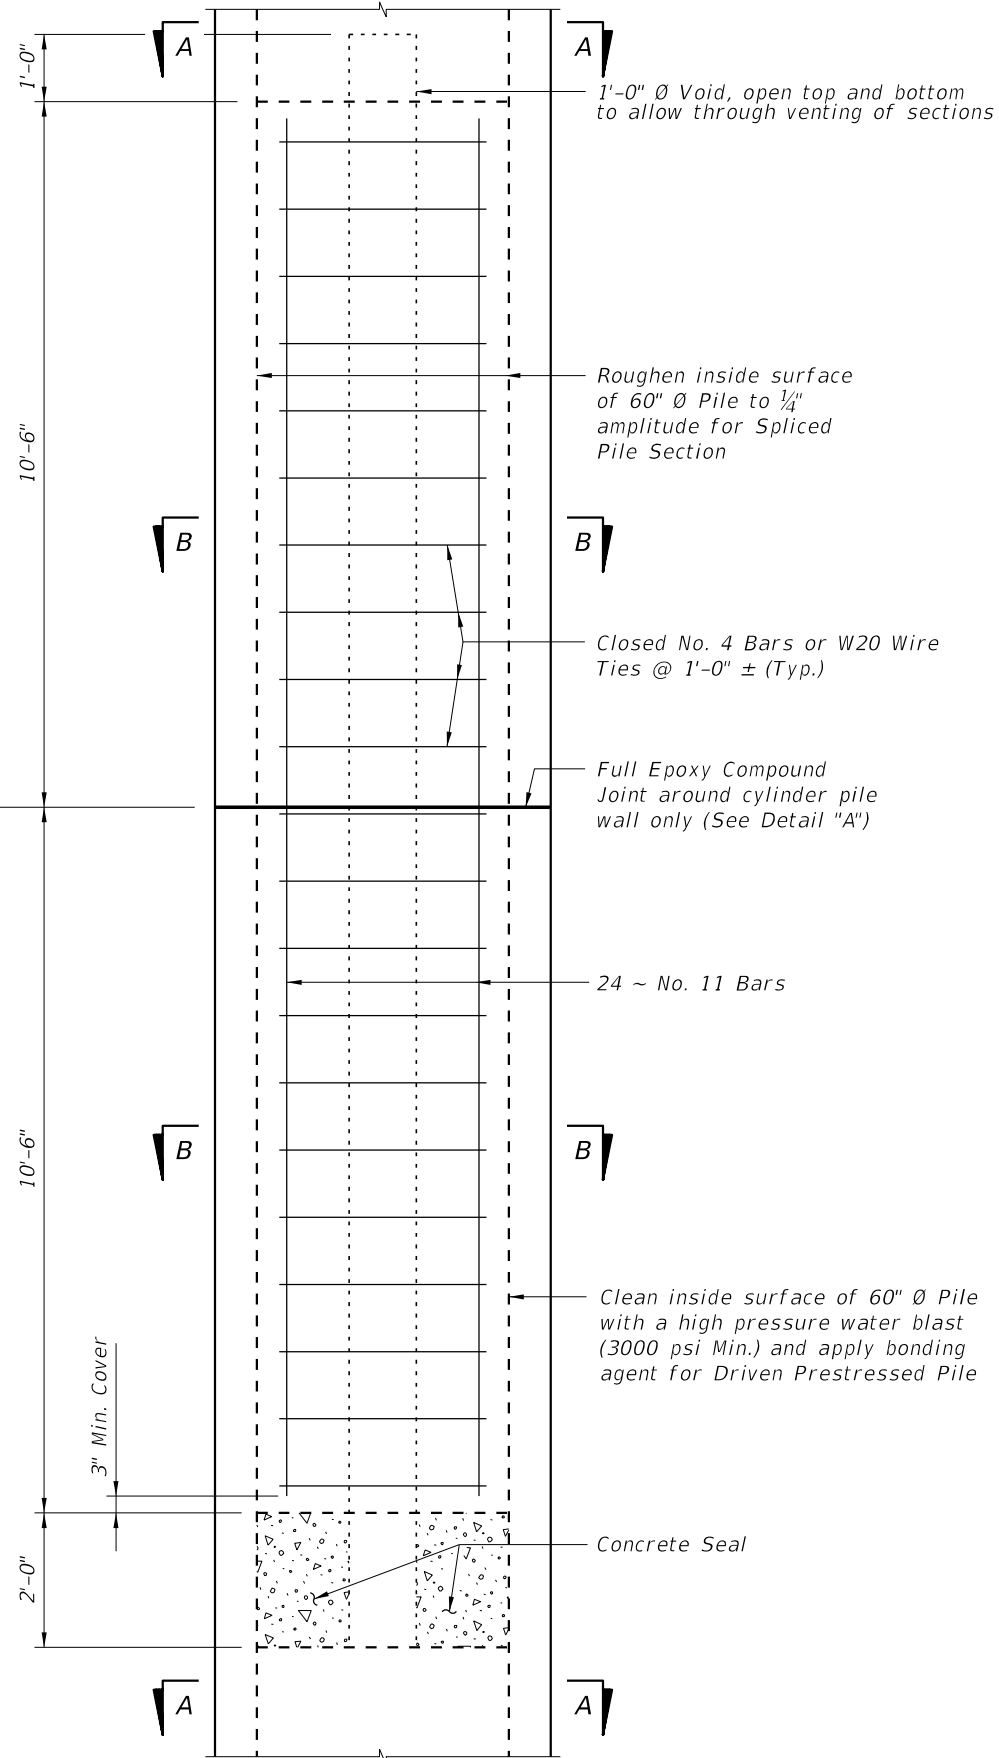 A
A
1'-0"
1'-0" Ø Void, open top and bottom
to allow through venting of sections
Roughen inside surface
of 60" Ø Pile to ¼"
amplitude for Spliced
Pile Section
10'-6"
B
B
Closed No. 4 Bars or W20 Wire
Ties @ 1'-0" ± (Typ.)
Full Epoxy Compound
Joint around cylinder pile
wall only (See Detail "A")
24 ~ No. 11 Bars
10'-6"
B
B
Clean inside surface of 60" Ø Pile
with a high pressure water blast
(3000 psi Min.) and apply bonding
agent for Driven Prestressed Pile
3" Min. Cover
Concrete Seal
2'-0"
A
A